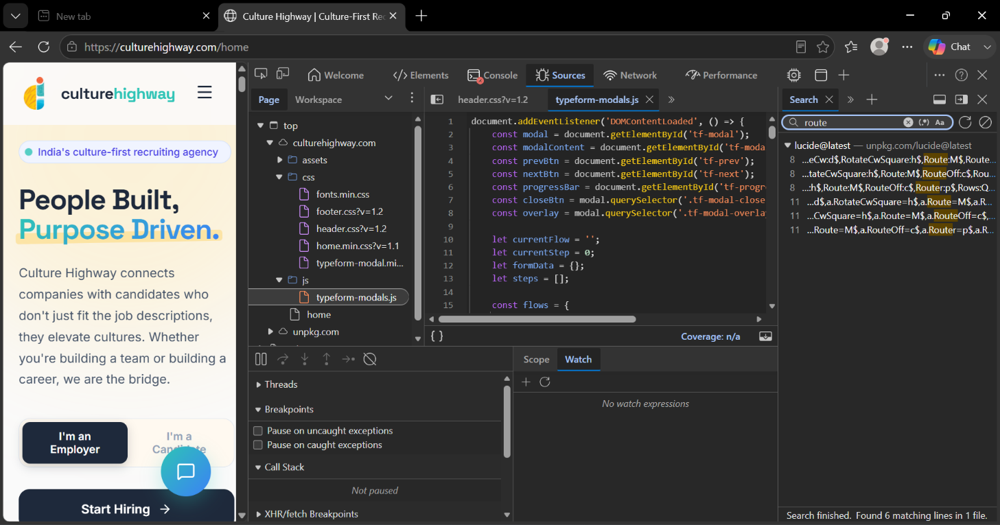 New tab
Culture Highway | Culture-First Rec
https://culturehighway.com/home
Chat
culturehighway
India's culture-first recruiting agency
People Built,
Purpose Driven.
Culture Highway connects
companies with candidates who
don't just fit the job descriptions,
they elevate cultures. Whether
you're building a team or building a
career, we are the bridge.
I'm an
Employer
I'm a
Candidate
Start Hiring →
Welcome
</> Elements
Console
Sources
Network
Performance
Page
Workspace
top
culturehighway.com
assets
css
fonts.min.css
footer.css?v=1.2
header.css?v=1.2
home.min.css?v=1.1
typeform-modal.mi...
js
typeform-modals.js
home
unpkg.com
header.css?v=1.2
typeform-modals.js
1 document.addEventListener('DOMContentLoaded', () => {
2 const modal = document.getElementById('tf-modal');
3 const modalContent = document.getElementById('tf-moda
4 const prevBtn = document.getElementById('tf-prev');
5 const nextBtn = document.getElementById('tf-next');
6 const progressBar = document.getElementById('tf-progr
7 const closeBtn = modal.querySelector('.tf-modal-close
8 const overlay = modal.querySelector('.tf-modal-overla
9
10 let currentFlow = '';
11 let currentStep = 0;
12 let formData = {};
13 let steps = [];
14
15 const flows = {
{ }
Coverage: n/a
Threads
Breakpoints
Pause on uncaught exceptions
Pause on caught exceptions
Call Stack
Not paused
XHR/fetch Breakpoints
Scope
Watch
No watch expressions
Search
route
(.*) Aa
lucide@latest — unpkg.com/lucide@latest
8 ...eCw:d$,RotateCwSquare:h$,Route:M$,Route...
8 ...tateCwSquare:h$,Route:M$,RouteOff:c$,Rou...
8 ...:h$,Route:M$,RouteOff:c$,Router:p$,Rows:Q...
11 ...d$,a.RotateCwSquare=h$,a.Route=M$,a.R...
11 ...CwSquare=h$,a.Route=M$,a.RouteOff=c$,...
11 ...Route=M$,a.RouteOff=c$,a.Router=p$,a.R...
Search finished. Found 6 matching lines in 1 file.